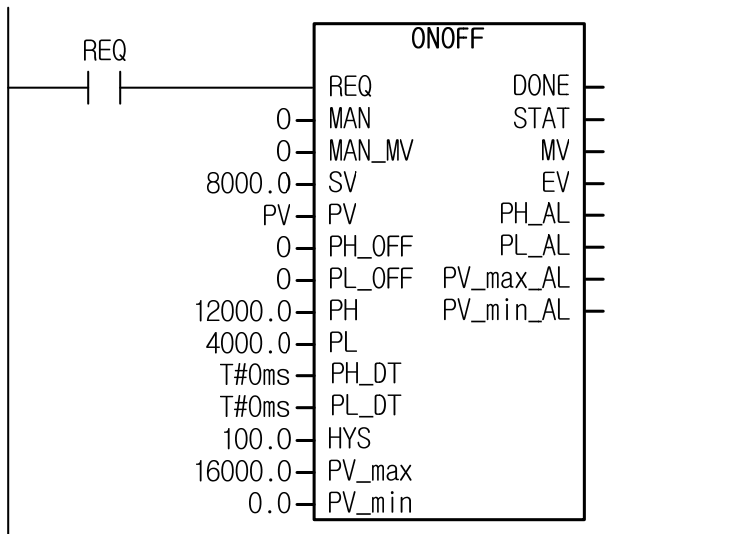 ONOFF
REQ
REQ DONE
0 MAN STAT
0 MAN_MV MV
8000.0 SV EV
PV PV PH_AL
0 PH_OFF PL_AL
0 PL_OFF PV_max_AL
12000.0 PH PV_min_AL
4000.0 PL
T#0ms PH_DT
T#0ms PL_DT
100.0 HYS
16000.0 PV_max
0.0 PV_min